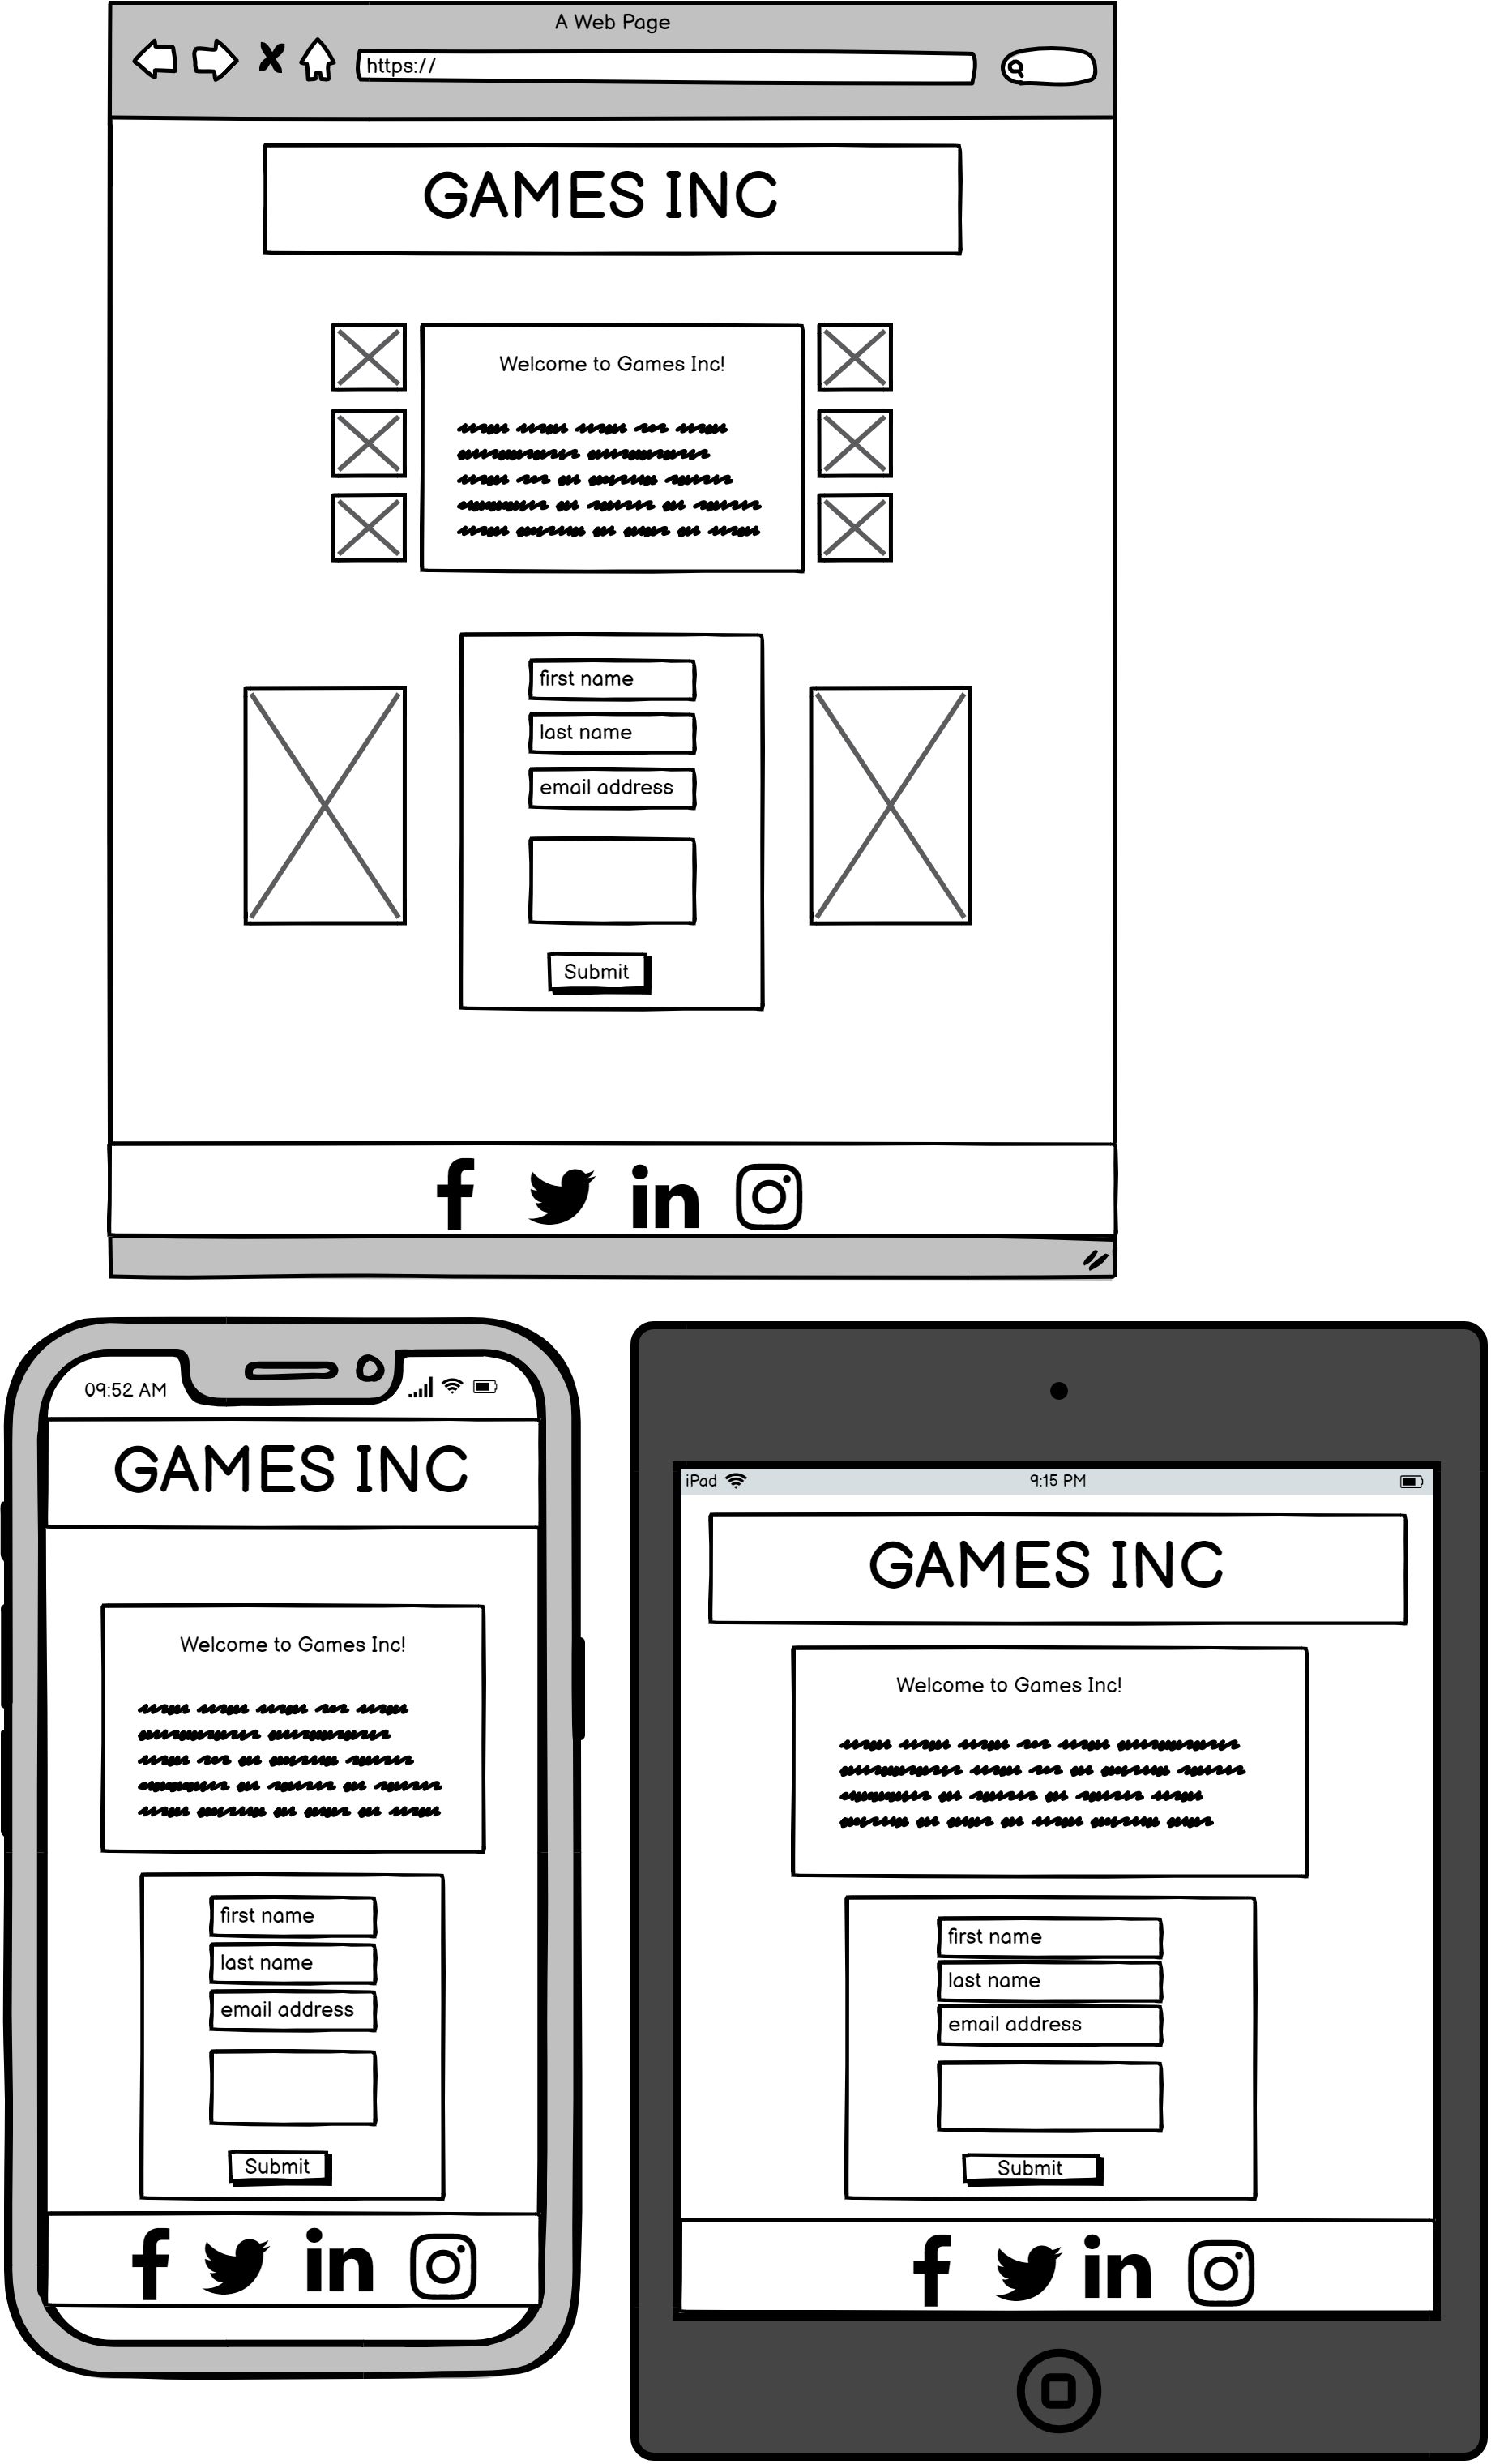 A Web Page
https://
GAMES INC
Welcome to Games Inc!
first name
last name
email address
Submit
09:52 AM
GAMES INC
Welcome to Games Inc!
first name
last name
email address
Submit
iPad
9:15 PM
GAMES INC
Welcome to Games Inc!
first name
last name
email address
Submit